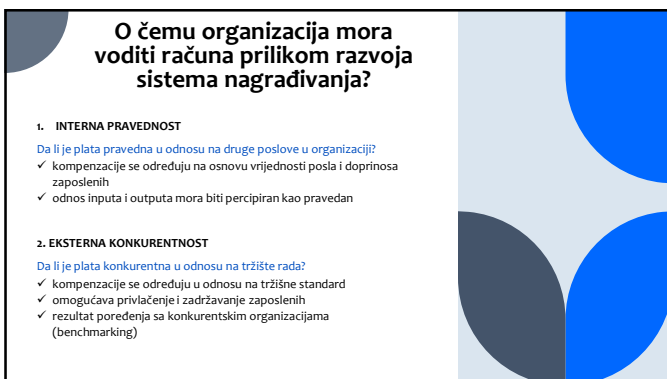 O čemu organizacija mora
voditi računa prilikom razvoja
sistema nagrađivanja?
1. INTERNA PRAVEDNOST
Da li je plata pravedna u odnosu na druge poslove u organizaciji?
✓ kompenzacije se određuju na osnovu vrijednosti posla i doprinosa
zaposlenih
✓ odnos inputa i outputa mora biti percipiran kao pravedan
2. EKSTERNA KONKURENTNOST
Da li je plata konkurentna u odnosu na tržište rada?
✓ kompenzacije se određuju u odnosu na tržišne standard
✓ omogućava privlačenje i zadržavanje zaposlenih
✓ rezultat poređenja sa konkurentskim organizacijama
(benchmarking)